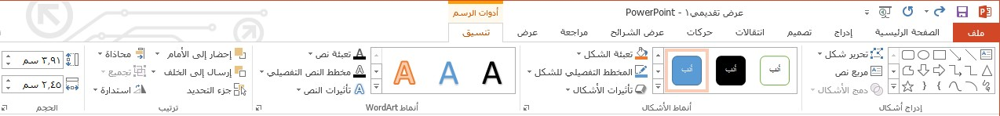 عرض تقديمي١ - PowerPoint
أدوات الرسم
ملف
الصفحة الرئيسية
إدراج
تصميم
انتقالات
حركات
عرض الشرائح
مراجعة
عرض
تنسيق
تحرير شكل
مربع نص
دمج الأشكال
إدراج أشكال
أبت
أبت
أبت
تعبئة الشكل
المخطط التفصيلي للشكل
تأثيرات الأشكال
أنماط الأشكال
A A A
تعبئة نص
مخطط النص التفصيلي
تأثيرات النص
أنماط WordArt
إحضار إلى الأمام
إرسال إلى الخلف
جزء التحديد
محاذاة
تجميع
استدارة
ترتيب
٣,٩١ سم
٢,٤٥ سم
الحجم